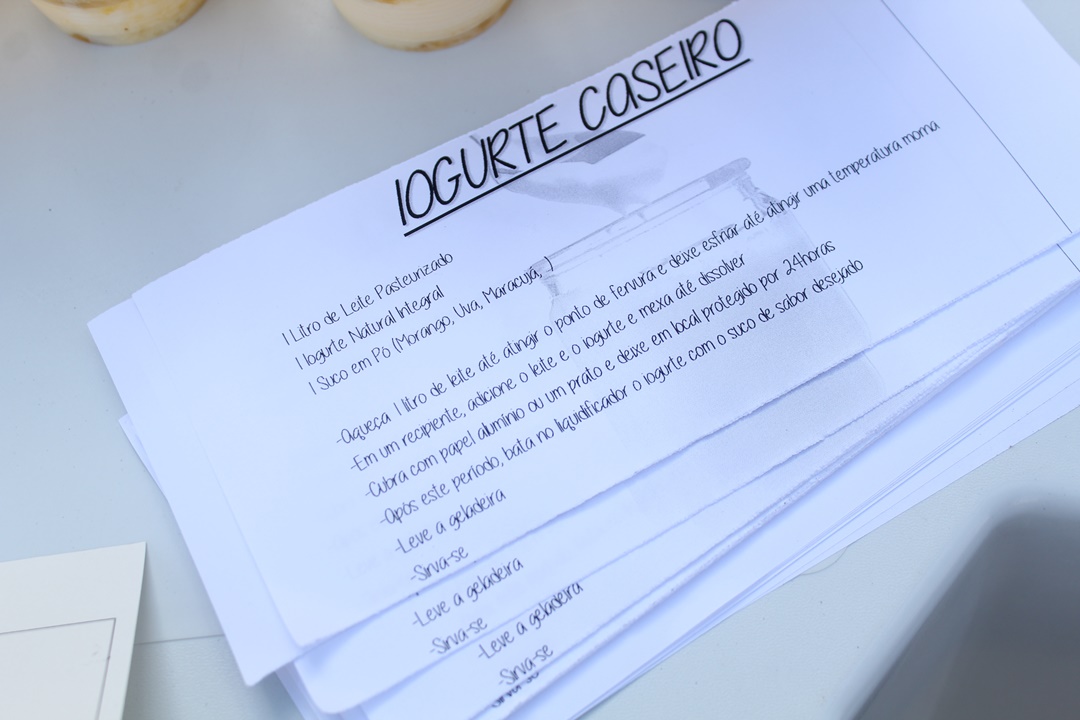 IOGURTE CASEIRO
1 Litro de Leite Pasteurizado
1 Iogurte Natural Integral
1 Suco em Pó (Morango, Uva, Maracujá, )
-Aqueça 1 litro de leite até atingir o ponto de fervura e deixe esfriar até atingir uma temperatura morna
-Em um recipiente, adicione o leite e o iogurte e mexa até dissolver
-Cubra com papel alumínio ou um prato e deixe em local protegido por 24horas
-Após este período, bata no liquidificador o iogurte com o suco de sabor desejado
-Leve a geladeira
-Sirva-se
-Leve a geladeira
-Sirva-se
-Leve a geladeira
-Sirva-se